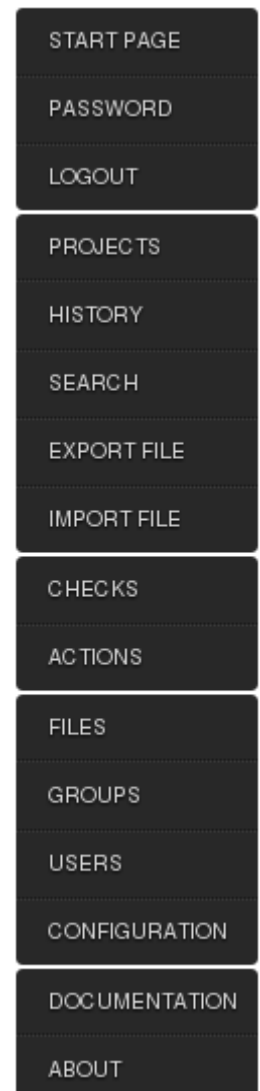 START PAGE
PASSWORD
LOGOUT
PROJECTS
HISTORY
SEARCH
EXPORT FILE
IMPORT FILE
CHECKS
ACTIONS
FILES
GROUPS
USERS
CONFIGURATION
DOCUMENTATION
ABOUT